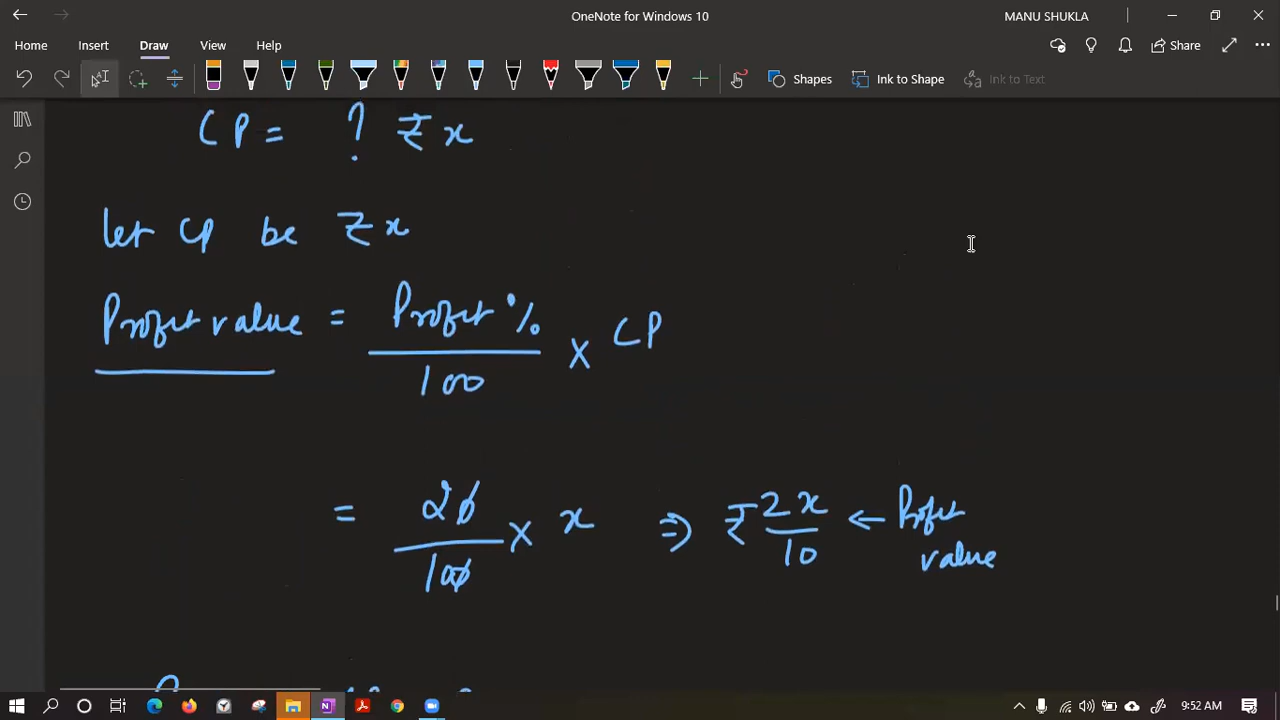 OneNote for Windows 10
MANU SHUKLA
Home Insert Draw View Help
Share
Shapes
Ink to Shape
Ink to Text
CP = ? ₹ x
let CP be ₹ x
Profit value = Profit % / 100 × CP
= 20 / 100 × x ⇒ ₹ 2x / 10 ← Profit
value
9:52 AM